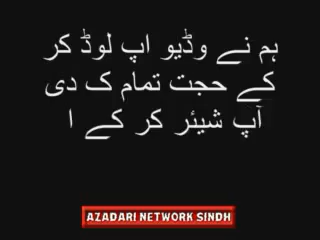 ہم نے وڈیو اپ لوڈ کر
کے حجت تمام ک دی
آپ شیئر کر کے ا
AZADARI NETWORK SINDH